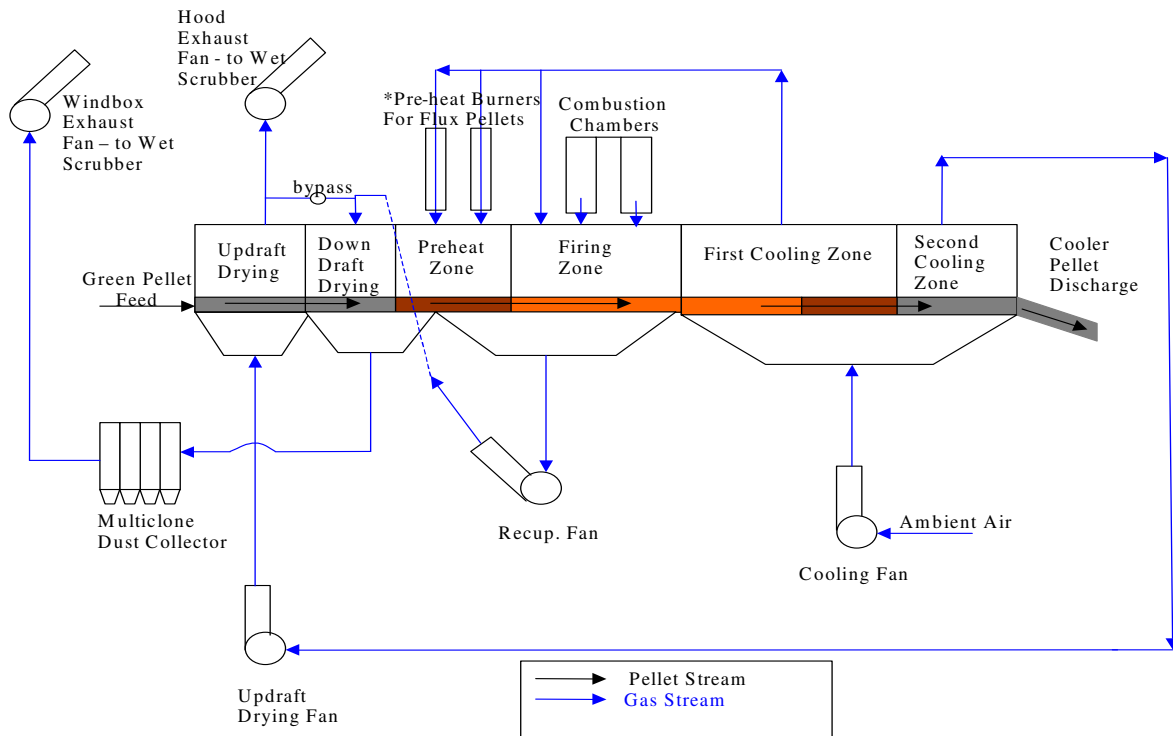 Hood
Exhaust
Fan - to Wet
Scrubber
Windbox
Exhaust
Fan – to Wet
Scrubber
*Pre-heat Burners
For Flux Pellets
Combustion
Chambers
bypass
Updraft
Drying
Down
Draft
Drying
Preheat
Zone
Firing
Zone
First Cooling Zone
Second
Cooling
Zone
Cooler
Pellet
Discharge
Green Pellet
Feed
Multiclone
Dust Collector
Recup. Fan
Ambient Air
Cooling Fan
Updraft
Drying Fan
Pellet Stream
Gas Stream